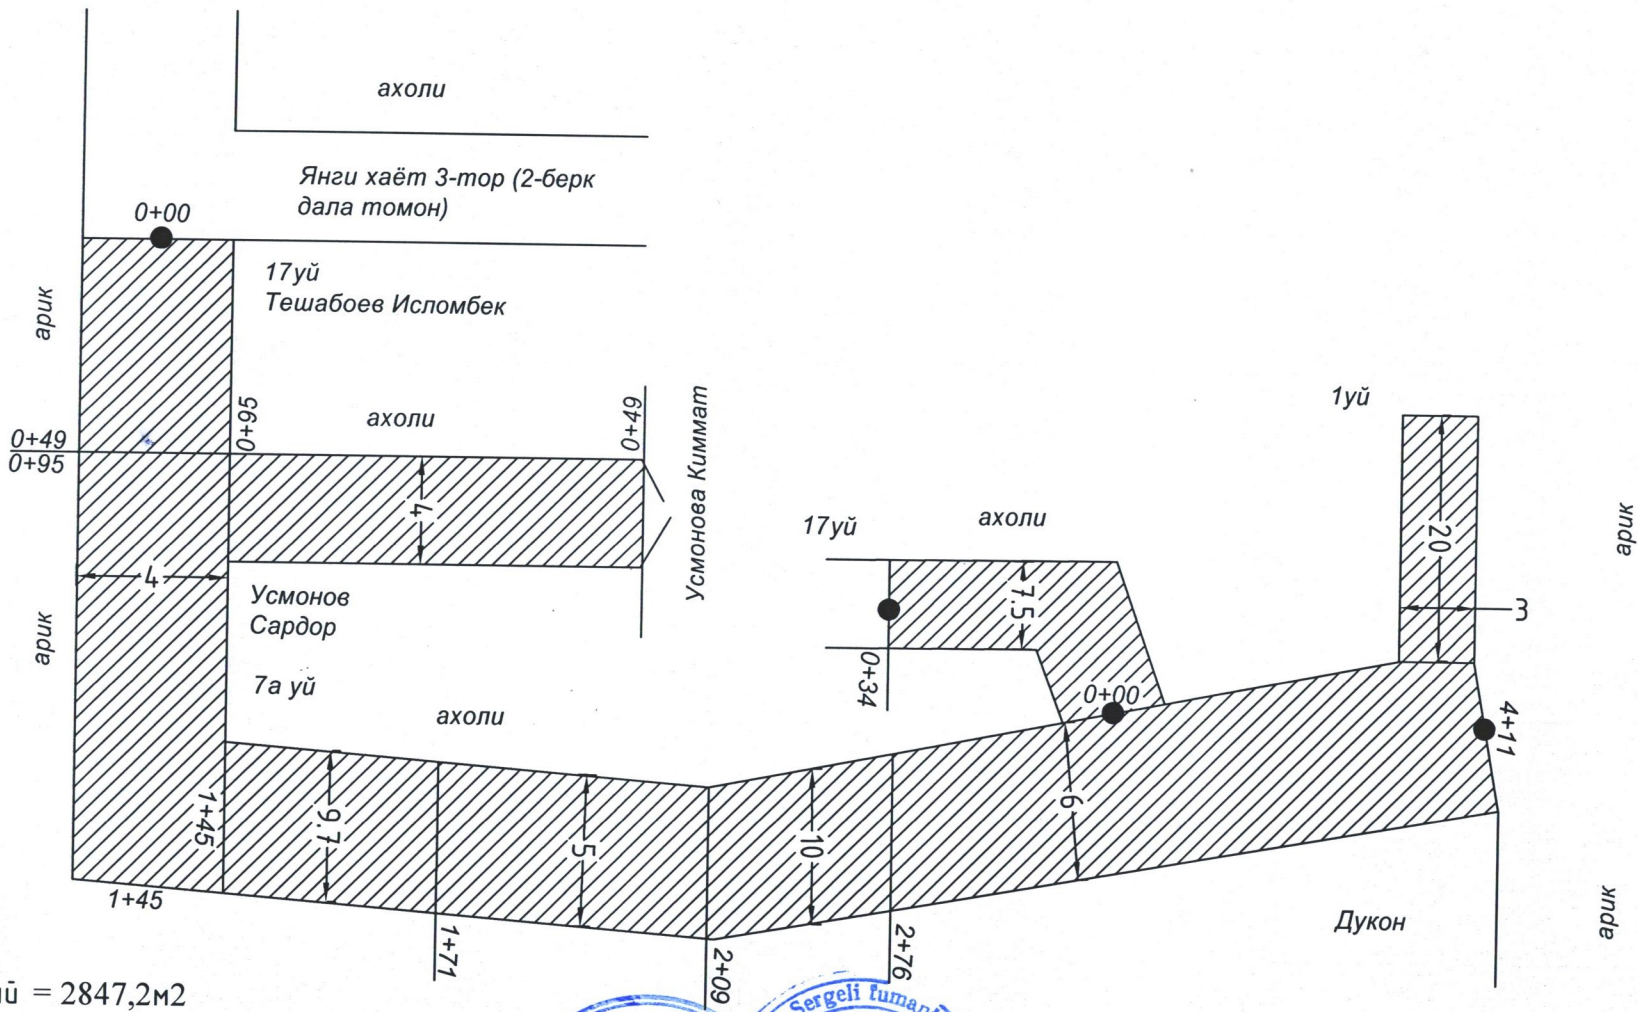 ахоли
Янги хаёт 3-тор (2-берк
дала томон)
0+00
17уй
Тешабоев Исломбек
арик
0+49
0+95
0+95
ахоли
0+49
Усмонова Киммат
4
4
арик
Усмонов
Сардор
7а уй
ахоли
17уй
ахоли
7.5
0+34
0+00
1уй
20
3
арик
4+11
1+45
1+45
9.7
1+71
5
2+09
10
2+76
6
Дукон
арик
= 2847,2м2
Sergeli tuman